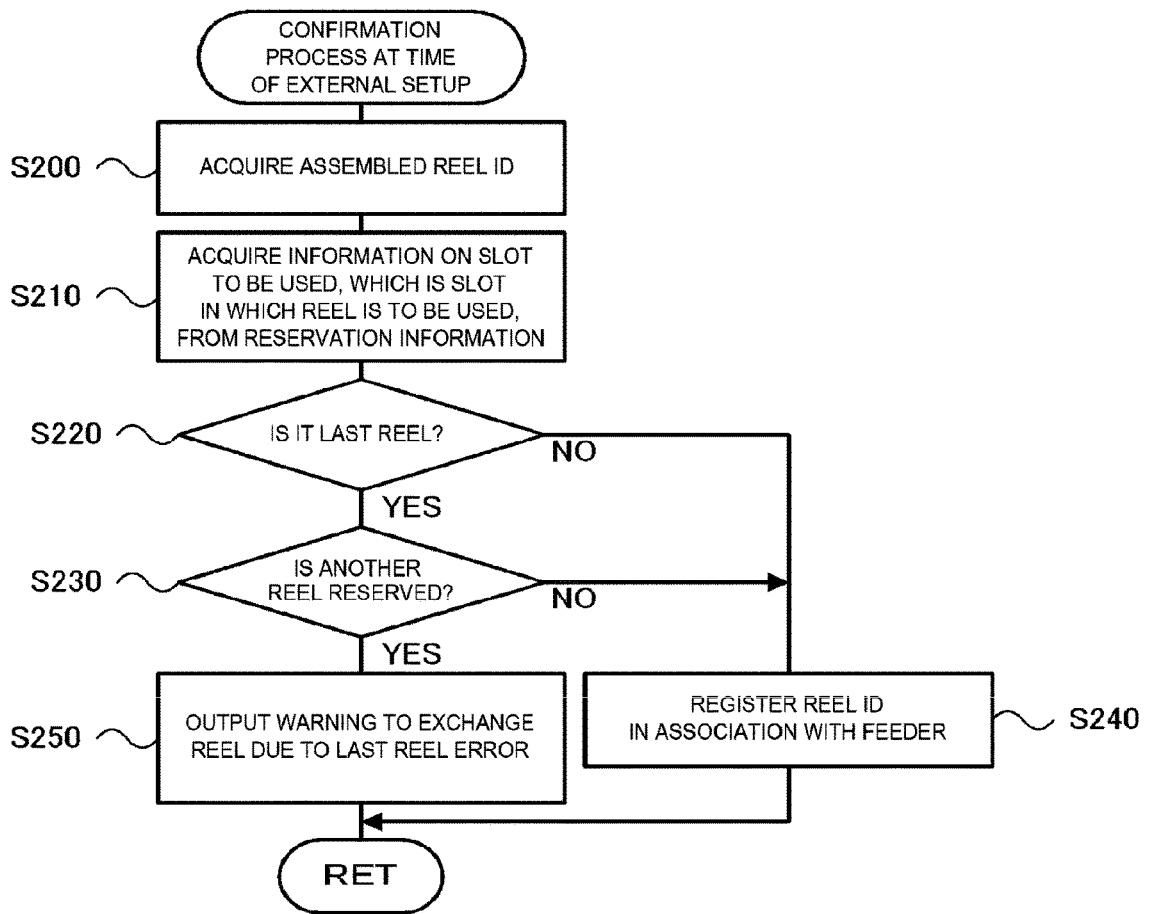 CONFIRMATION
PROCESS AT TIME
OF EXTERNAL SETUP
S200
ACQUIRE ASSEMBLED REEL ID
S210
ACQUIRE INFORMATION ON SLOT
TO BE USED, WHICH IS SLOT
IN WHICH REEL IS TO BE USED,
FROM RESERVATION INFORMATION
S220
IS IT LAST REEL?
NO
YES
S230
IS ANOTHER
REEL RESERVED?
NO
YES
S250
OUTPUT WARNING TO EXCHANGE
REEL DUE TO LAST REEL ERROR
REGISTER REEL ID
IN ASSOCIATION WITH FEEDER
S240
RET